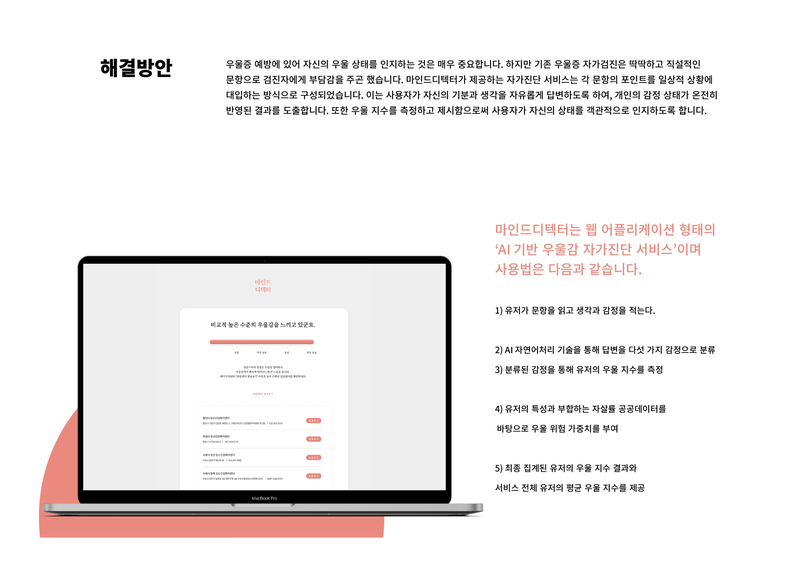 해결방안
우울증 예방에 있어 자신의 우울 상태를 인지하는 것은 매우 중요합니다. 하지만 기존 우울증 자가검진은 딱딱하고 직설적인
문항으로 검진자에게 부담감을 주곤 했습니다. 마인드디텍터가 제공하는 자가진단 서비스는 각 문항의 포인트를 일상적 상황에
대입하는 방식으로 구성되었습니다. 이는 사용자가 자신의 기분과 생각을 자유롭게 답변하도록 하여, 개인의 감정 상태가 온전히
반영된 결과를 도출합니다. 또한 우울 지수를 측정하고 제시함으로써 사용자가 자신의 상태를 객관적으로 인지하도록 합니다.
마인드디텍터는 웹 어플리케이션 형태의
‘AI 기반 우울감 자가진단 서비스’이며
사용법은 다음과 같습니다.
1) 유저가 문항을 읽고 생각과 감정을 적는다.
2) AI 자연어처리 기술을 통해 답변을 다섯 가지 감정으로 분류
3) 분류된 감정을 통해 유저의 우울 지수를 측정
4) 유저의 특성과 부합하는 자살률 공공데이터를
바탕으로 우울 위험 가중치를 부여
5) 최종 집계된 유저의 우울 지수 결과와
서비스 전체 유저의 평균 우울 지수를 제공
마인드
디텍터
비교적 높은 수준의 우울감을 느끼고 있군요.
MacBook Pro